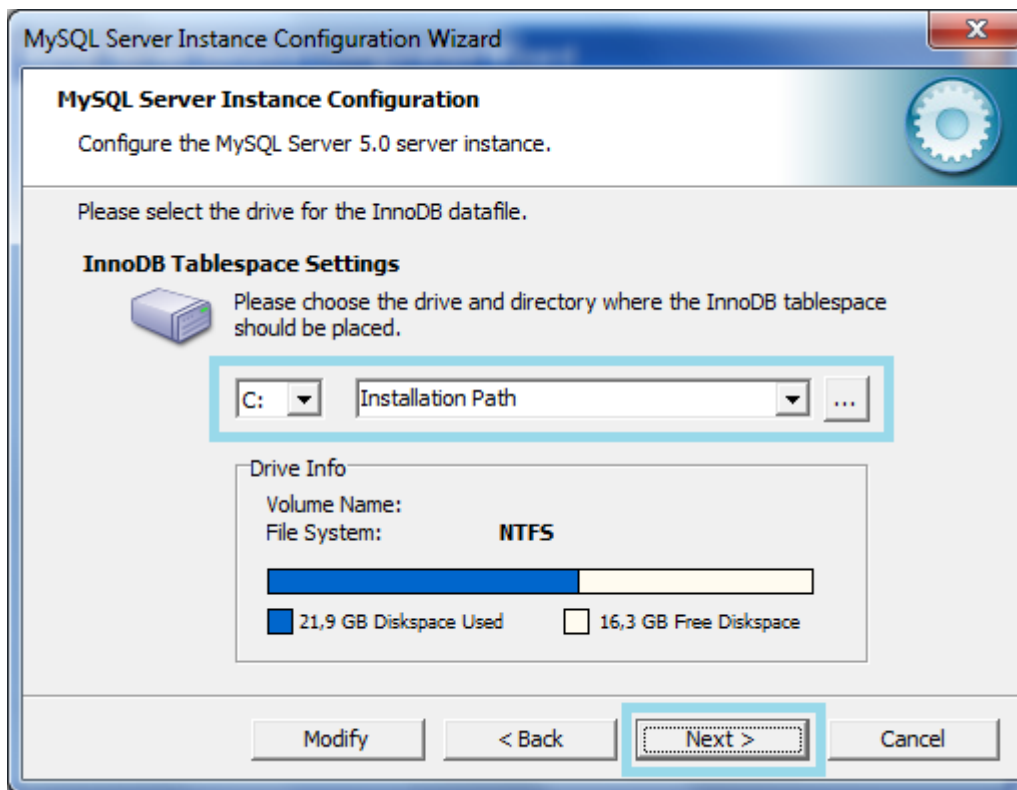 MySQL Server Instance Configuration Wizard
MySQL Server Instance Configuration
Configure the MySQL Server 5.0 server instance.
Please select the drive for the InnoDB datafile.
InnoDB Tablespace Settings
Please choose the drive and directory where the InnoDB tablespace
should be placed.
C: Installation Path ...
Drive Info
Volume Name:
File System: NTFS
21,9 GB Diskspace Used 16,3 GB Free Diskspace
Modify < Back Next > Cancel